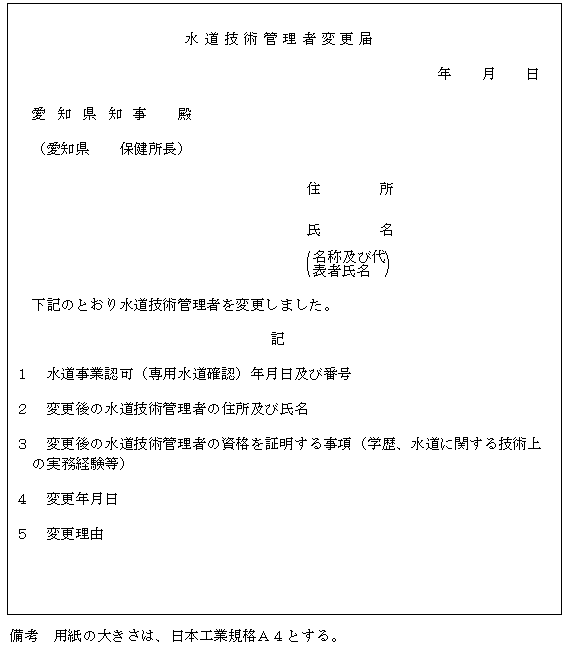 水道技術管理者変更届
年　　月　　日
愛知県知事　殿
（愛知県　　保健所長）
住　　　　所
氏　　　　名
（名称及び代
表者氏名　）
下記のとおり水道技術管理者を変更しました。
記
１　水道事業認可（専用水道確認）年月日及び番号
２　変更後の水道技術管理者の住所及び氏名
３　変更後の水道技術管理者の資格を証明する事項（学歴、水道に関する技術上
の実務経験等）
４　変更年月日
５　変更理由
備考　用紙の大きさは、日本工業規格Ａ４とする。